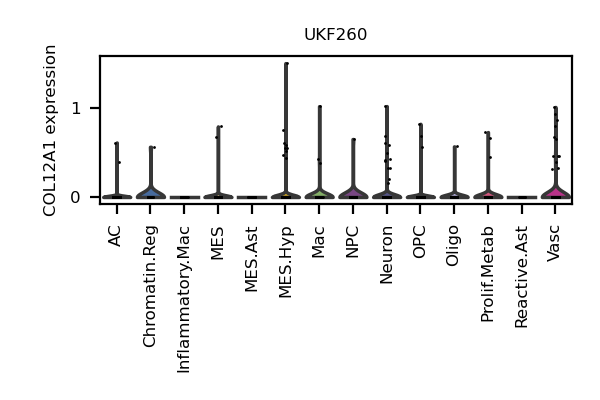 UKF260
COL12A1 expression
1
0
AC
Chromatin.Reg
Inflammatory.Mac
MES
MES.Ast
MES.Hyp
Mac
NPC
Neuron
OPC
Oligo
Prolif.Metab
Reactive.Ast
Vasc